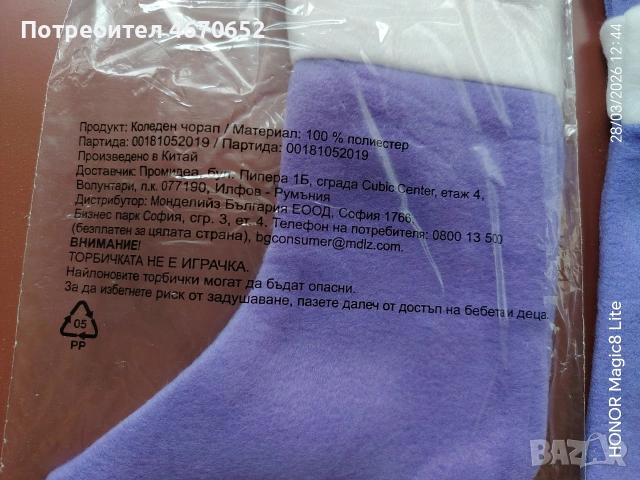 Потребител 4670652
Продукт: Коледен чорап / Материал: 100 % полиестер
Партида: 00181052019 / Партида: 00181052019
Произведено в Китай
Доставчик: Промидеа, бул. Пипера 1Б, сграда Cubic Center, етаж 4,
Волунтари, п.к. 077190, Илфов - Румъния
Дистрибутор: Монделийз България ЕООД, София 1766,
Бизнес парк София, сгр. 3, ет. 4. Телефон на потребителя: 0800 13 500
(безплатен за цялата страна), bgconsumer@mdlz.com.
ВНИМАНИЕ!
ТОРБИЧКАТА НЕ Е ИГРАЧКА.
Найлоновите торбички могат да бъдат опасни.
За да избегнете риск от задушаване, пазете далеч от достъп на бебета и деца.
05
PP
HONOR Magic8 Lite
28/03/2026 12:44
BAZAR